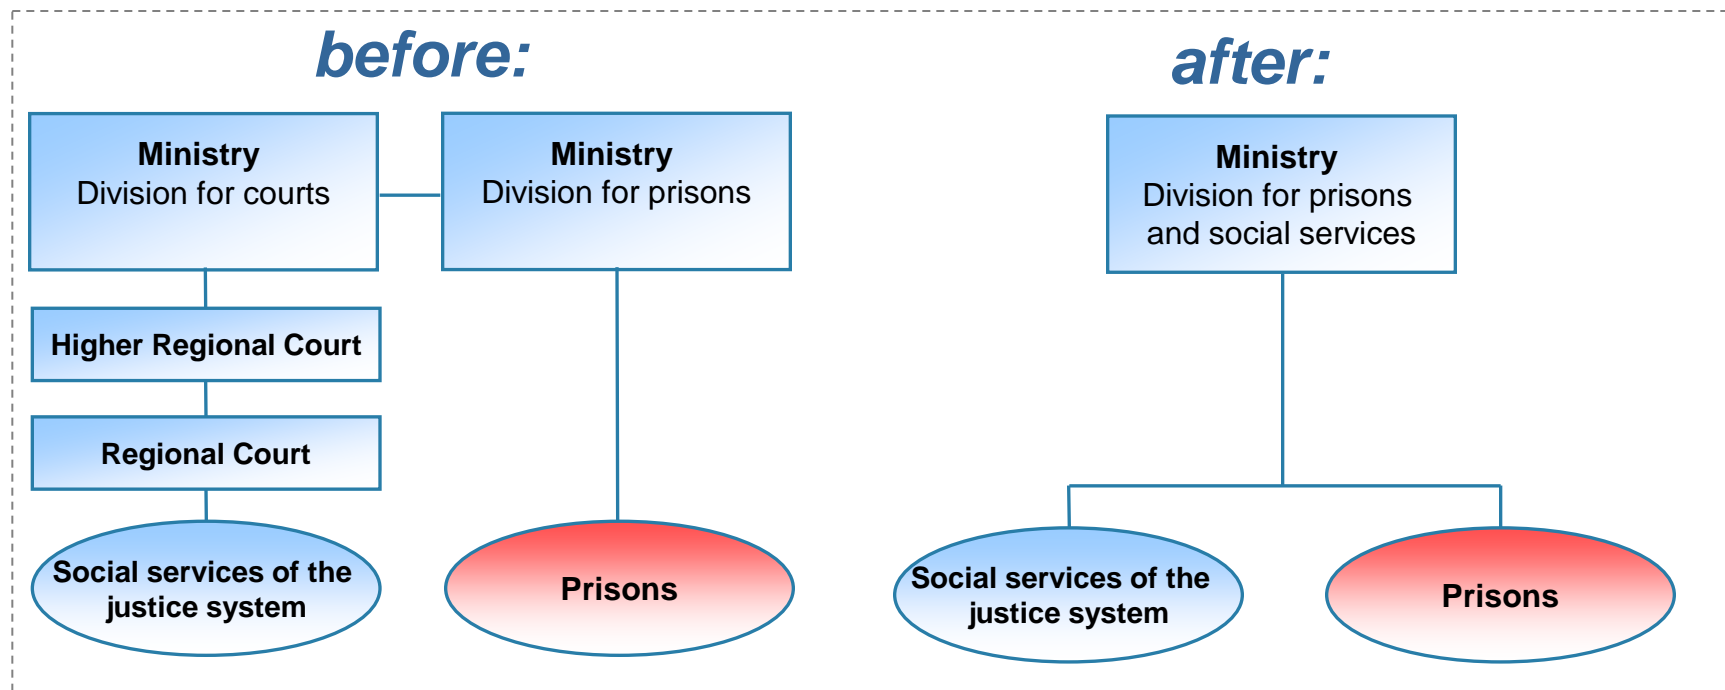 before:
Ministry
Division for courts
Ministry
Division for prisons
Higher Regional Court
Regional Court
Social services of the
justice system
Prisons
after:
Ministry
Division for prisons
and social services
Social services of the
justice system
Prisons